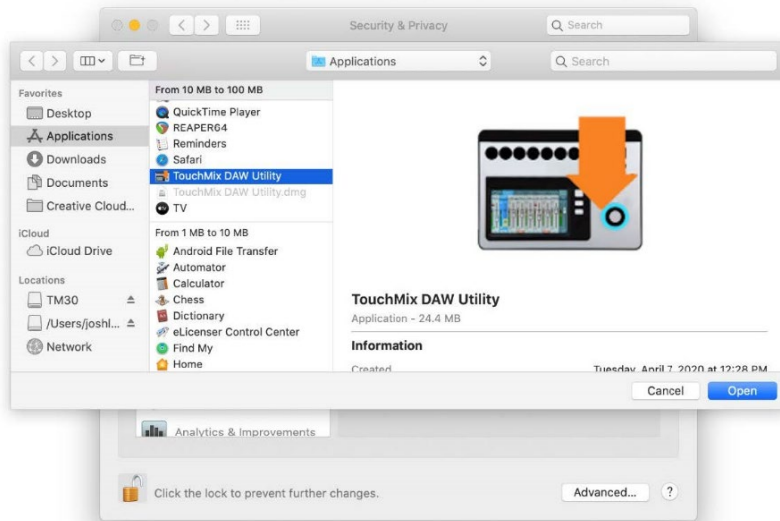 Security & Privacy
Search
Applications
Search
Favorites
Desktop
Applications
Downloads
Documents
Creative Cloud...
iCloud
iCloud Drive
Locations
TM30
/Users/joshl...
Network
From 10 MB to 100 MB
QuickTime Player
REAPER64
Reminders
Safari
TouchMix DAW Utility
TouchMix DAW Utility.dmg
TV
From 1 MB to 10 MB
Android File Transfer
Automator
Calculator
Chess
Dictionary
eLicenser Control Center
Find My
Home
TouchMix DAW Utility
Application - 24.4 MB
Information
Created Tuesday, April 7, 2020 at 12:28 PM
Cancel
Open
Analytics & Improvements
Click the lock to prevent further changes.
Advanced...
?